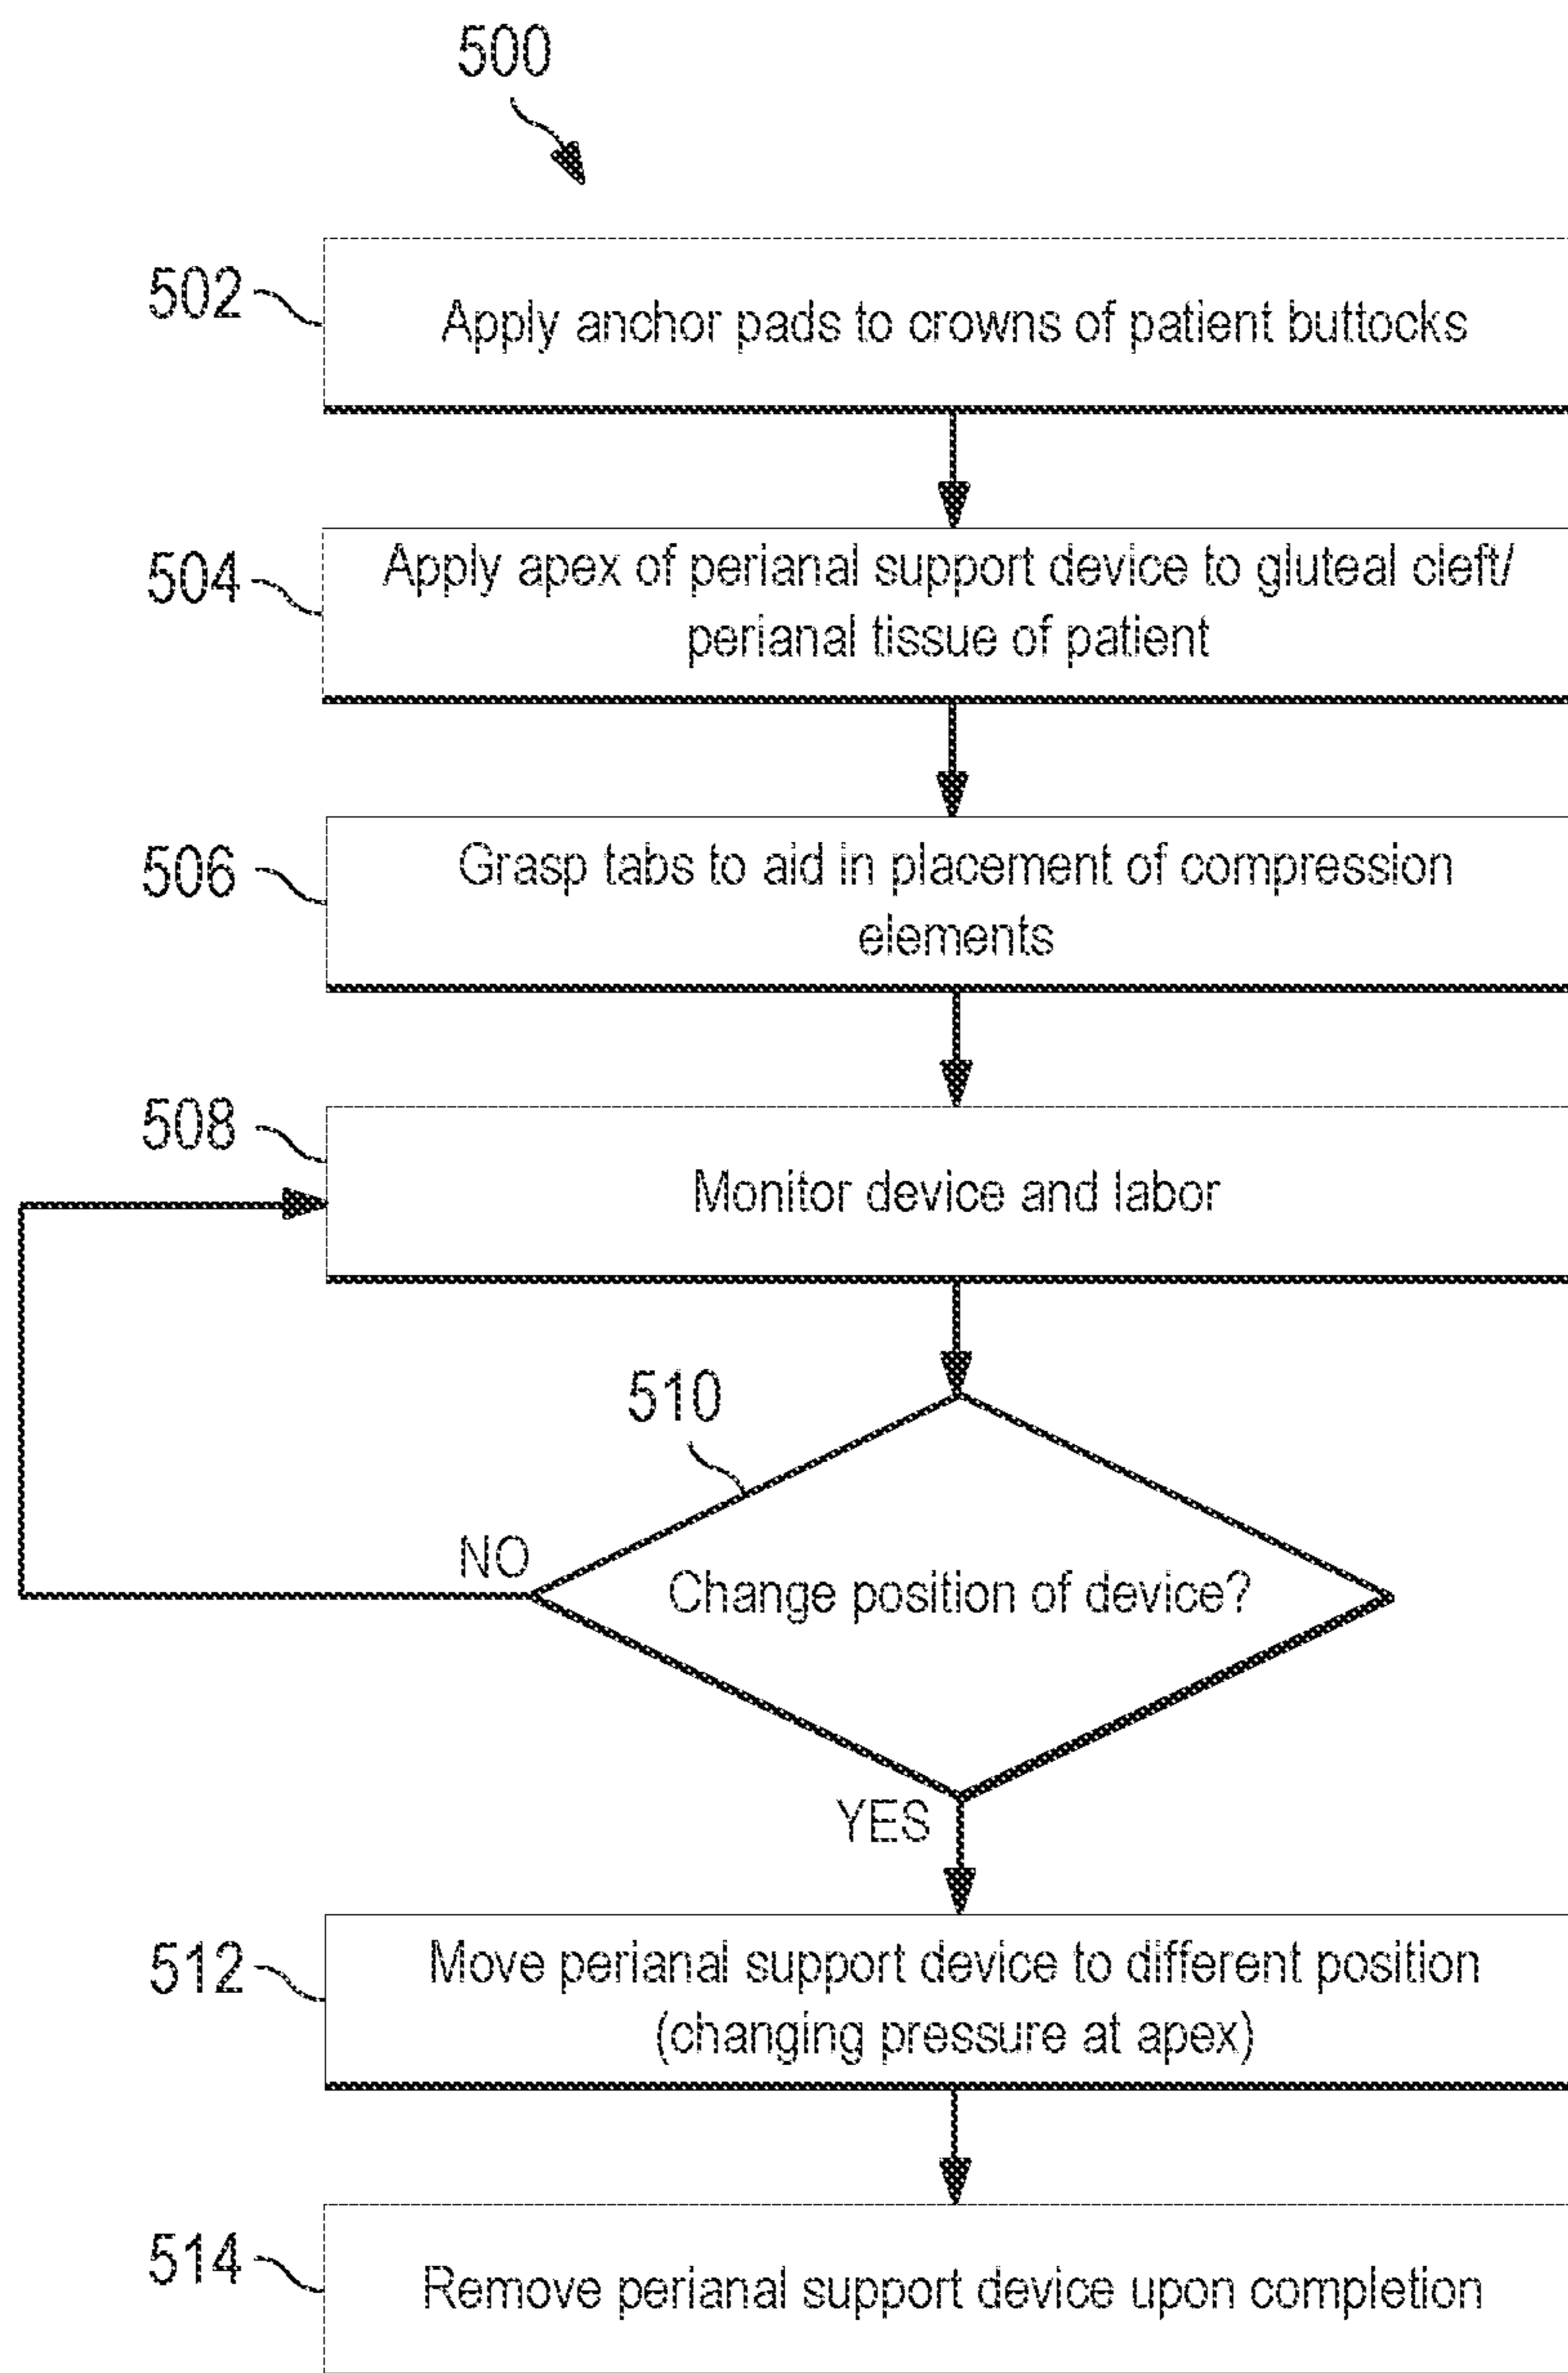 500
502
Apply anchor pads to crowns of patient buttocks
504
Apply apex of perianal support device to gluteal cleft/
perianal tissue of patient
506
Grasp tabs to aid in placement of compression
elements
508
Monitor device and labor
510
NO
Change position of device?
YES
512
Move perianal support device to different position
(changing pressure at apex)
514
Remove perianal support device upon completion